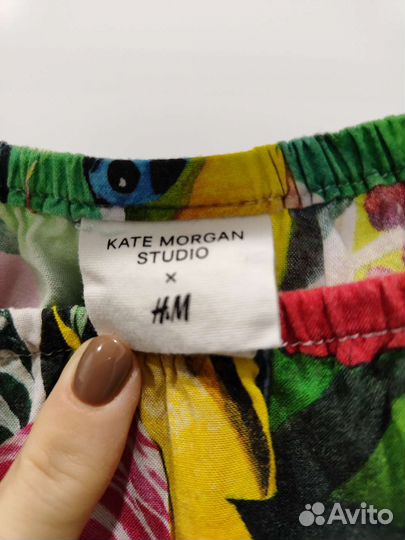 KATE MORGAN
STUDIO
×
H&M
Avito